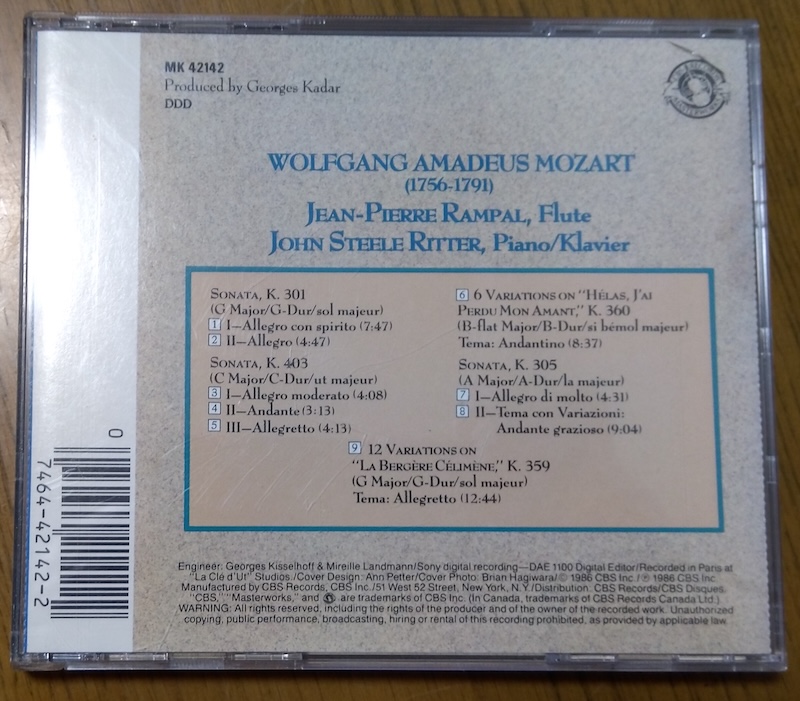 MK 42142
Produced by Georges Kadar
DDD
WOLFGANG AMADEUS MOZART
(1756-1791)
JEAN-PIERRE RAMPAL, Flute
JOHN STEELE RITTER, Piano/Klavier
SONATA, K. 301
(G Major/G-Dur/sol majeur)
1 I—Allegro con spirito (7:47)
2 II—Allegro (4:47)
SONATA, K. 403
(C Major/C-Dur/ut majeur)
3 I—Allegro moderato (4:08)
4 II—Andante (3:13)
5 III—Allegretto (4:13)
6 6 VARIATIONS ON "HÉLAS, J'AI
PERDU MON AMANT," K. 360
(B-flat Major/B-Dur/si bémol majeur)
Tema: Andantino (8:37)
SONATA, K. 305
(A Major/A-Dur/la majeur)
7 I—Allegro di molto (4:31)
8 II—Tema con Variazioni:
Andante grazioso (9:04)
9 12 VARIATIONS ON
"LA BERGÈRE CÉLIMÈNE," K. 359
(G Major/G-Dur/sol majeur)
Tema: Allegretto (12:44)
0
7464-42142-2
Engineer: Georges Kisselhoff & Mireille Landmann/Sony digital recording—DAE 1100 Digital Editor/Recorded in Paris at
"La Clé d'Ut" Studios./Cover Design: Ann Petter/Cover Photo: Brian Hagiwara/© 1986 CBS Inc./℗ 1986 CBS Inc.
Manufactured by CBS Records, CBS Inc./51 West 52 Street, New York, N.Y./Distribution: CBS Records/CBS Disques.
"CBS," "Masterworks," and are trademarks of CBS Inc. (In Canada, trademarks of CBS Records Canada Ltd.).
WARNING: All rights reserved, including the rights of the producer and of the owner of the recorded work. Unauthorized
copying, public performance, broadcasting, hiring or rental of this recording prohibited, as provided by applicable law.